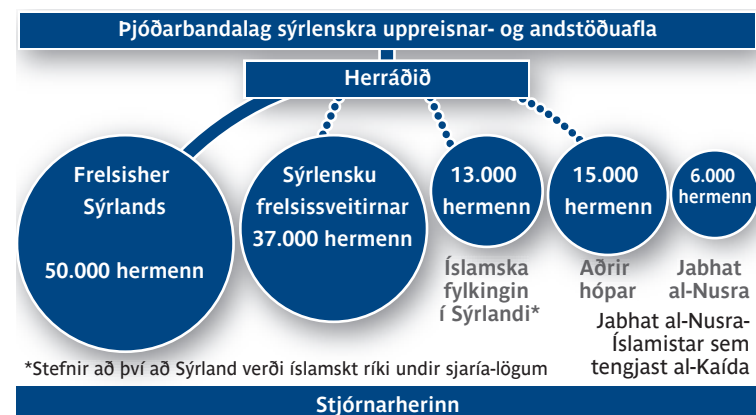 Þjóðarbandalag sýrlenskra uppreisnar- og andstöðuafla
Herráðið
Frelsisher
Sýrlands
50.000 hermenn
Sýrlensku
frelsissveitirnar
37.000 hermenn
13.000
hermenn
Íslamska
fylkingin
í Sýrlandi*
15.000
hermenn
Aðrir
hópar
6.000
hermenn
Jabhat
al-Nusra
Jabhat al-Nusra-
Íslamistar sem
tengjast al-Kaída
*Stefnir að því að Sýrland verði íslamskt ríki undir sjaría-lögum
Stjórnarherinn